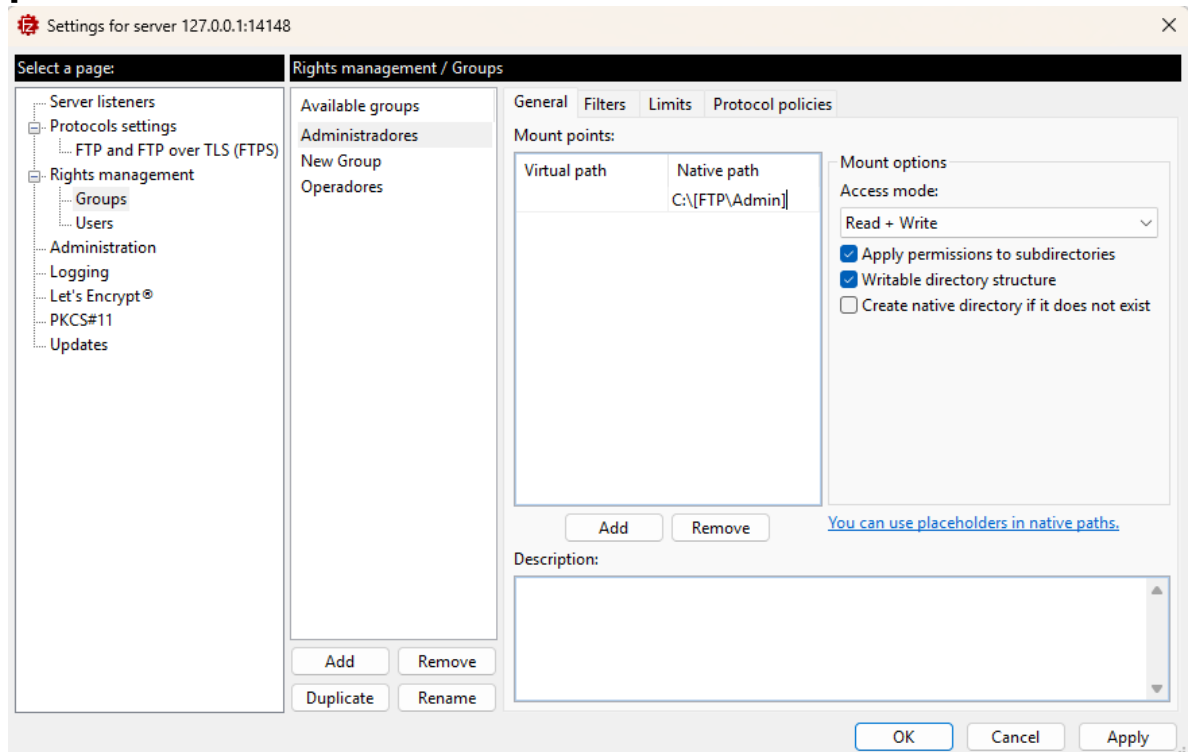 Settings for server 127.0.0.1:14148
Select a page:
Server listeners
Protocols settings
FTP and FTP over TLS (FTPS)
Rights management
Groups
Users
Administration
Logging
Let's Encrypt®
PKCS#11
Updates
Rights management / Groups
Available groups
Administradores
New Group
Operadores
Add
Remove
Duplicate
Rename
General
Filters
Limits
Protocol policies
Mount points:
Virtual path
Native path
C:\[FTP\Admin]
Add
Remove
Mount options
Access mode:
Read + Write
Apply permissions to subdirectories
Writable directory structure
Create native directory if it does not exist
You can use placeholders in native paths.
Description:
OK
Cancel
Apply